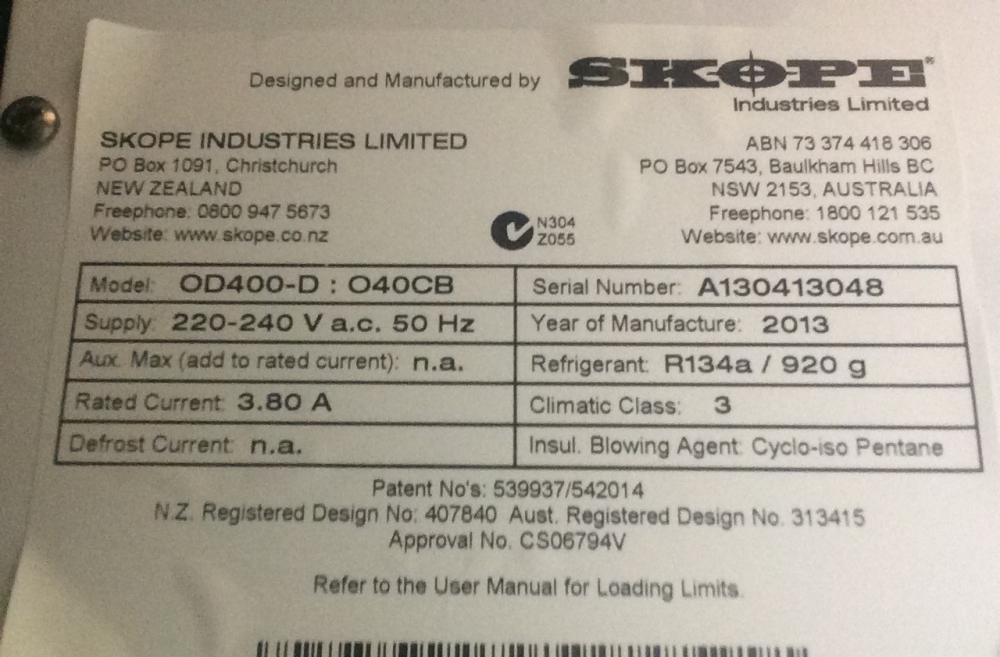 Designed and Manufactured by SKOPE®
Industries Limited
SKOPE INDUSTRIES LIMITED
PO Box 1091, Christchurch
NEW ZEALAND
Freephone: 0800 947 5673
Website: www.skope.co.nz
N304
Z055
ABN 73 374 418 306
PO Box 7543, Baulkham Hills BC
NSW 2153, AUSTRALIA
Freephone: 1800 121 535
Website: www.skope.com.au
Model: OD400-D : O40CB
Serial Number: A130413048
Supply: 220-240 V a.c. 50 Hz
Year of Manufacture: 2013
Aux. Max (add to rated current): n.a.
Refrigerant: R134a / 920 g
Rated Current: 3.80 A
Climatic Class: 3
Defrost Current: n.a.
Insul. Blowing Agent: Cyclo-iso Pentane
Patent No's: 539937/542014
N.Z. Registered Design No: 407840 Aust. Registered Design No. 313415
Approval No. CS06794V
Refer to the User Manual for Loading Limits.